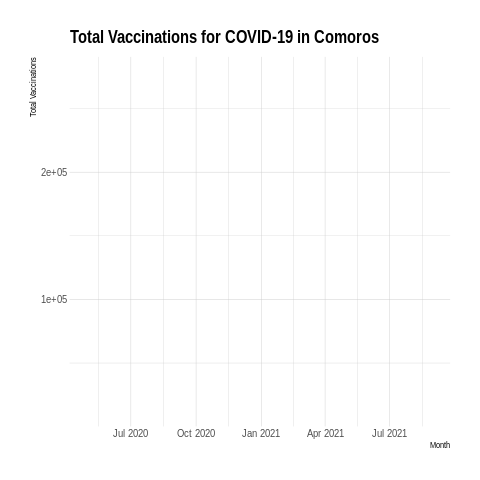 Total Vaccinations for COVID-19 in Comoros
Total Vaccinations
2e+05
1e+05
Jul 2020 Oct 2020 Jan 2021 Apr 2021 Jul 2021
Month